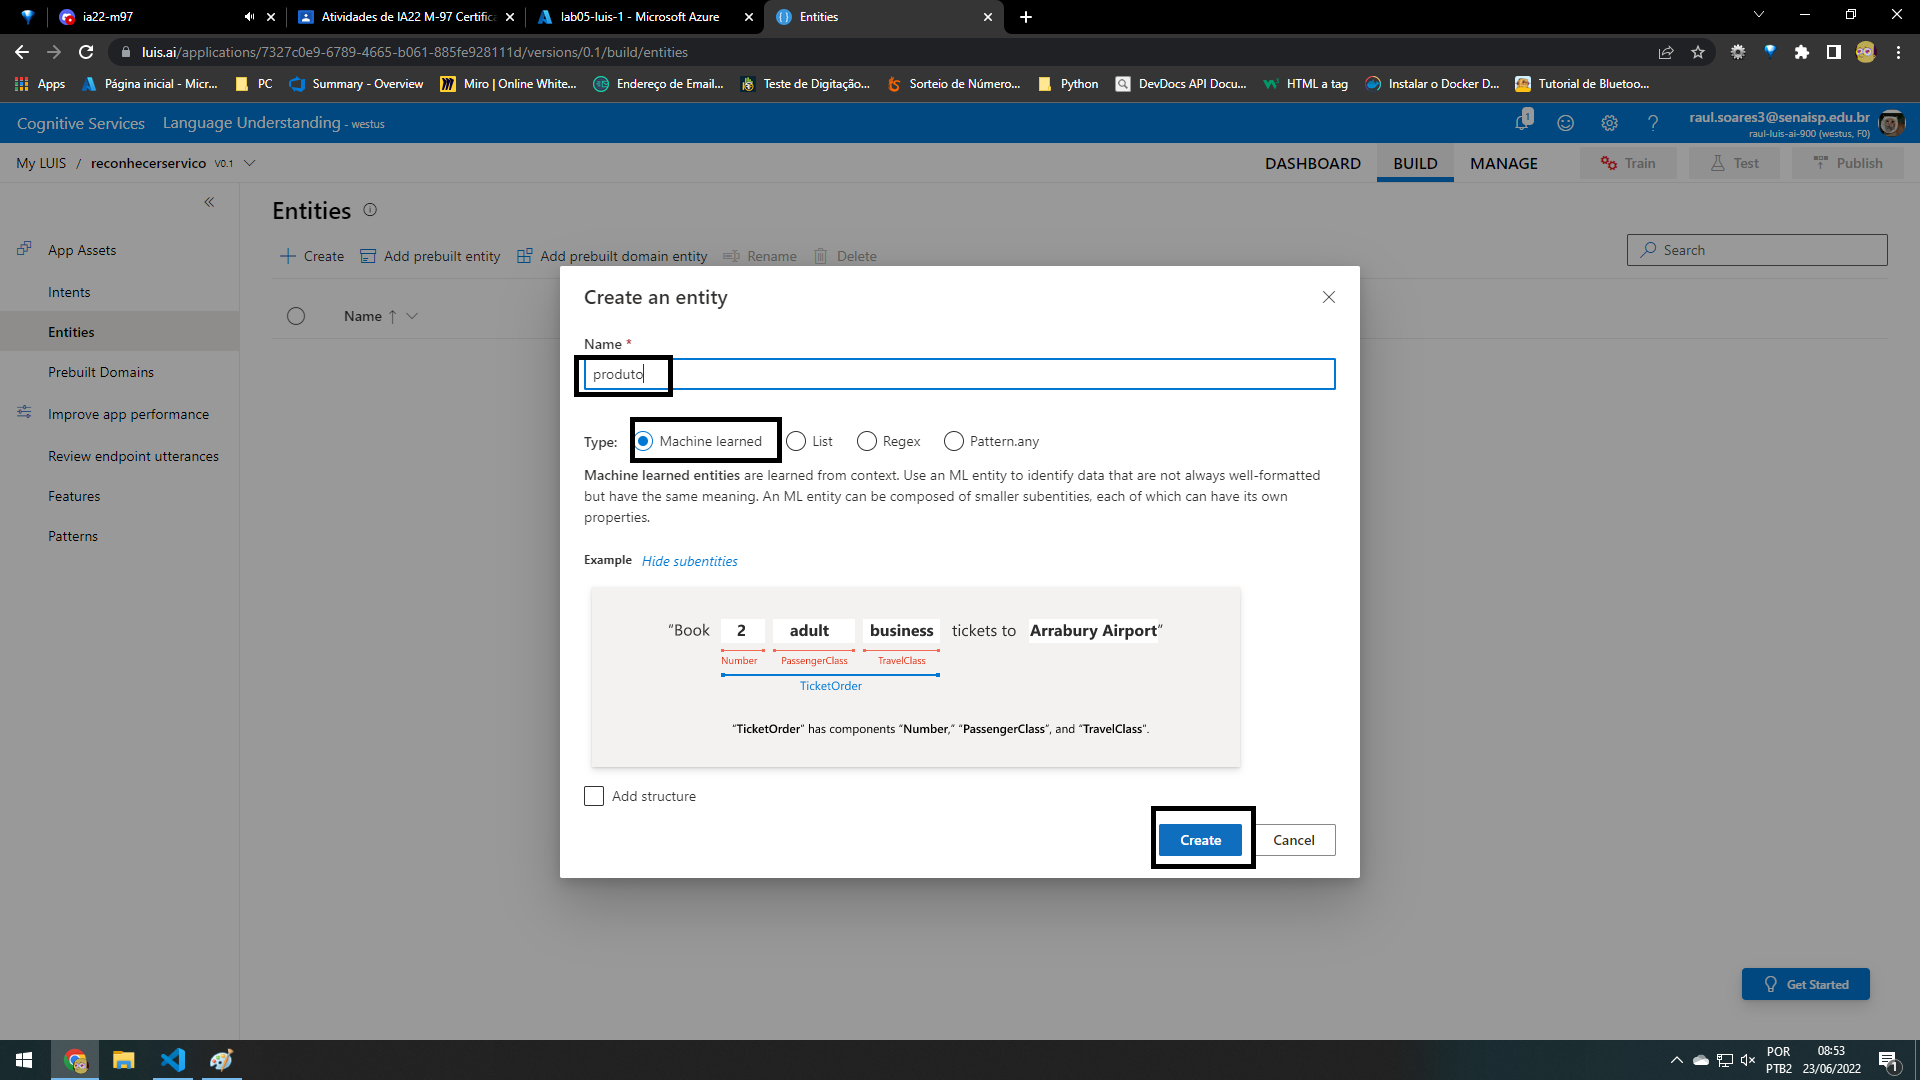 ia22-m97
Atividades de IA22 M-97 Certifica
lab05-luis-1 - Microsoft Azure
Entities
luis.ai/applications/7327c0e9-6789-4665-b061-885fe928111d/versions/0.1/build/entities
Apps
Página inicial - Micr...
PC
Summary - Overview
Miro | Online White...
Endereço de Email...
Teste de Digitação...
Sorteio de Número...
Python
DevDocs API Docu...
HTML a tag
Instalar o Docker D...
Tutorial de Bluetoo...
Cognitive Services
Language Understanding - westus
1
raul.soares3@senaisp.edu.br
raul-luis-ai-900 (westus, F0)
My LUIS / reconhecerservico V0.1
DASHBOARD
BUILD
MANAGE
Train
Test
Publish
App Assets
Intents
Entities
Prebuilt Domains
Improve app performance
Review endpoint utterances
Features
Patterns
Entities
Create
Add prebuilt entity
Add prebuilt domain entity
Rename
Delete
Search
Name ↑
Create an entity
Name *
produto
Type:
Machine learned
List
Regex
Pattern.any
Machine learned entities are learned from context. Use an ML entity to identify data that are not always well-formatted
but have the same meaning. An ML entity can be composed of smaller subentities, each of which can have its own
properties.
Example Hide subentities
“Book 2 adult business tickets to Arrabury Airport”
Number PassengerClass TravelClass
TicketOrder
“TicketOrder” has components “Number,” “PassengerClass”, and “TravelClass”.
Add structure
Create
Cancel
Get Started
POR
PTB2
08:53
23/06/2022
1